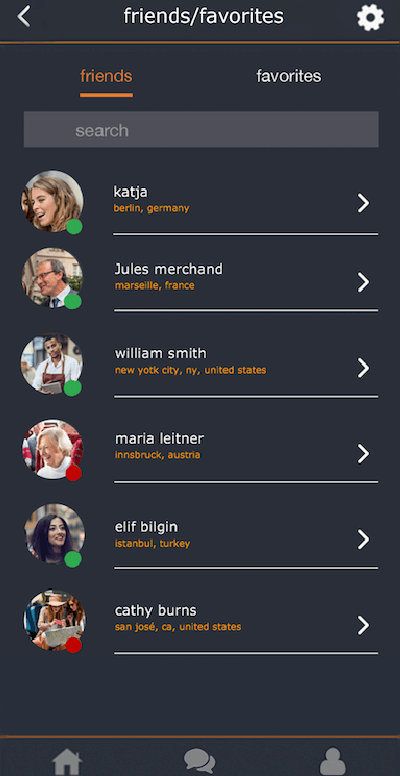 friends/favorites
friends
favorites
search
katja
berlin, germany
Jules merchand
marseille, france
william smith
new yotk city, ny, united states
maria leitner
innsbruck, austria
elif bilgin
istanbul, turkey
cathy burns
san josé, ca, united states